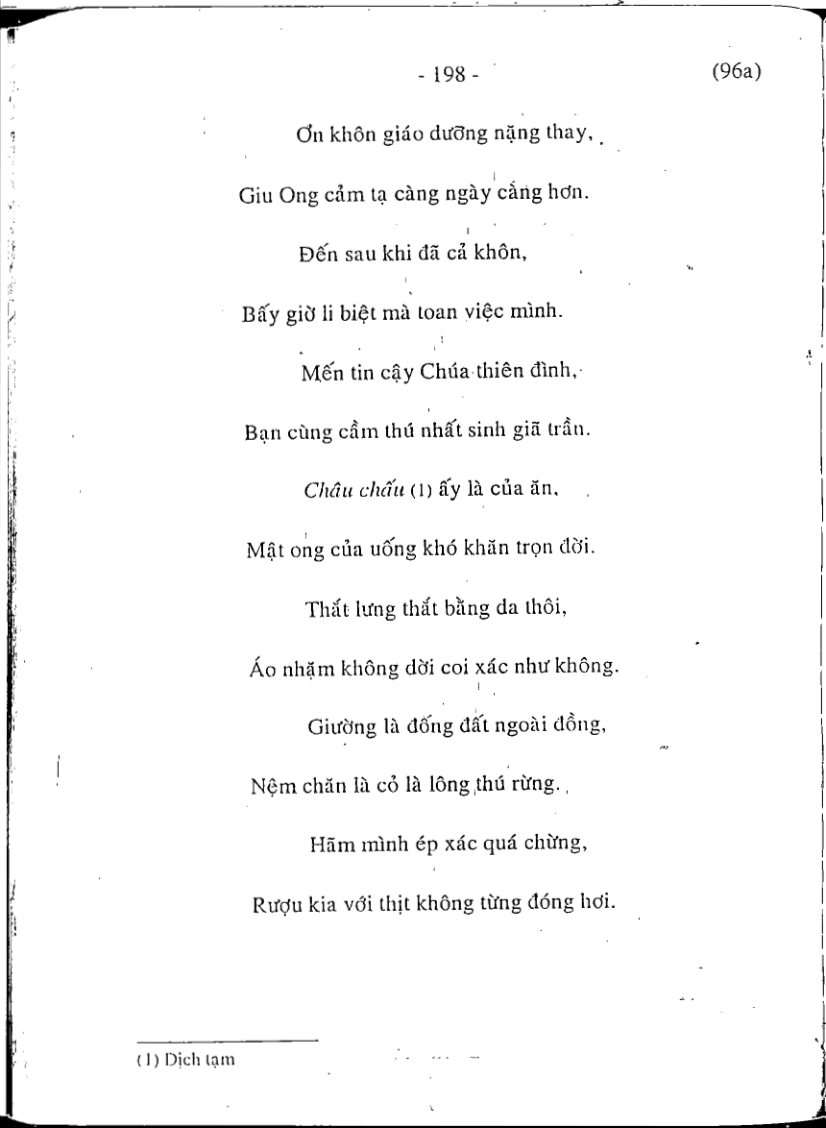 - 198 -
(96a)
Ơn khôn giáo dưỡng nặng thay,
Giu Ong cảm tạ càng ngày cằng hơn.
Đến sau khi đã cả khôn,
Bấy giờ li biệt mà toan việc mình.
Mến tin cậy Chúa thiên đình,
Bạn cùng cầm thú nhất sinh giã trần.
Châu chấu (1) ấy là của ăn,
Mật ong của uống khó khăn trọn đời.
Thắt lưng thắt bằng da thôi,
Áo nhặm không dời coi xác như không.
Giường là đống đất ngoài đồng,
Nệm chăn là cỏ là lông thú rừng.
Hãm mình ép xác quá chừng,
Rượu kia với thịt không từng đóng hơi.
(1) Dịch tạm